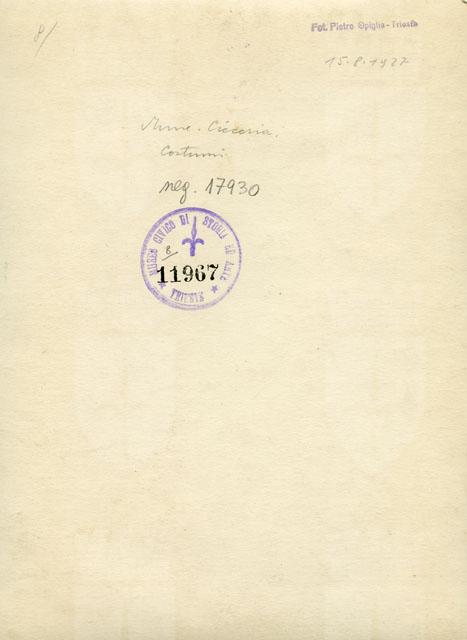 8/
Fot. Pietro Opiglia - Trieste
15.8.1927
Ciceria.
Costumi
neg. 17930
MUSEO CIVICO DI STORIA ED ARTE
8
11967
★ TRIESTE ★